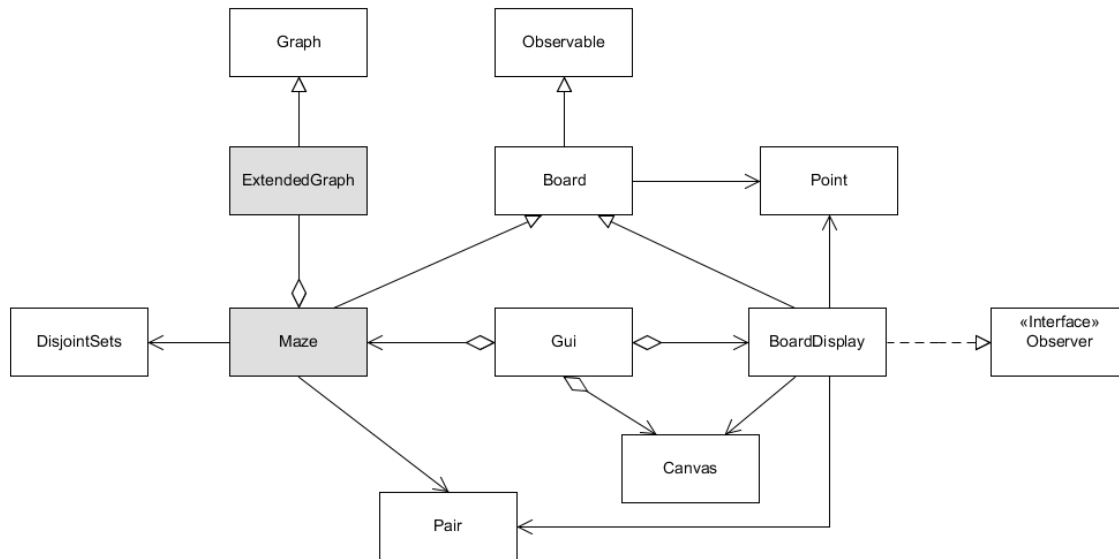 Graph
Observable
ExtendedGraph
Board
Point
DisjointSets
Maze
Gui
BoardDisplay
«Interface»
Observer
Canvas
Pair